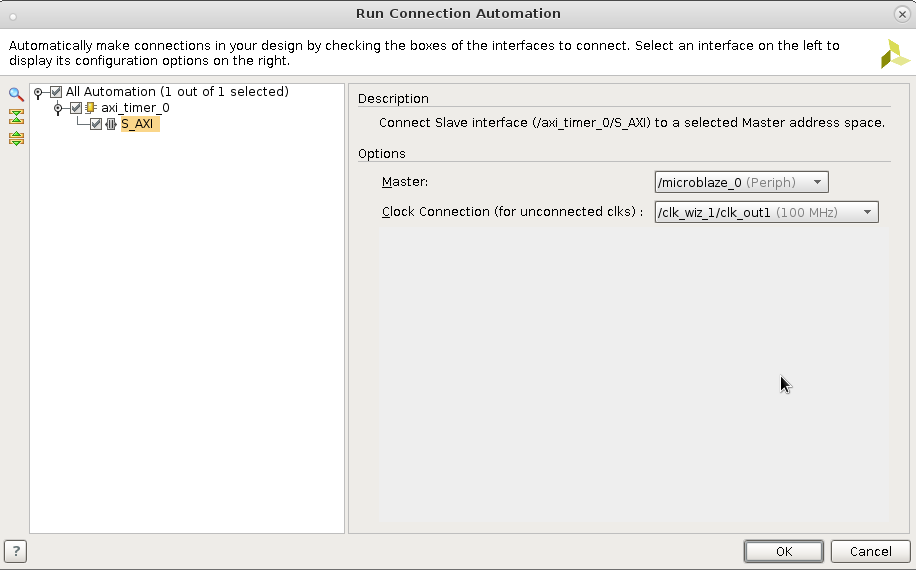 Run Connection Automation
Automatically make connections in your design by checking the boxes of the interfaces to connect. Select an interface on the left to
display its configuration options on the right.
All Automation (1 out of 1 selected)
axi_timer_0
S_AXI
Description
Connect Slave interface (/axi_timer_0/S_AXI) to a selected Master address space.
Options
Master:
/microblaze_0 (Periph)
Clock Connection (for unconnected clks) :
/clk_wiz_1/clk_out1 (100 MHz)
?
OK
Cancel